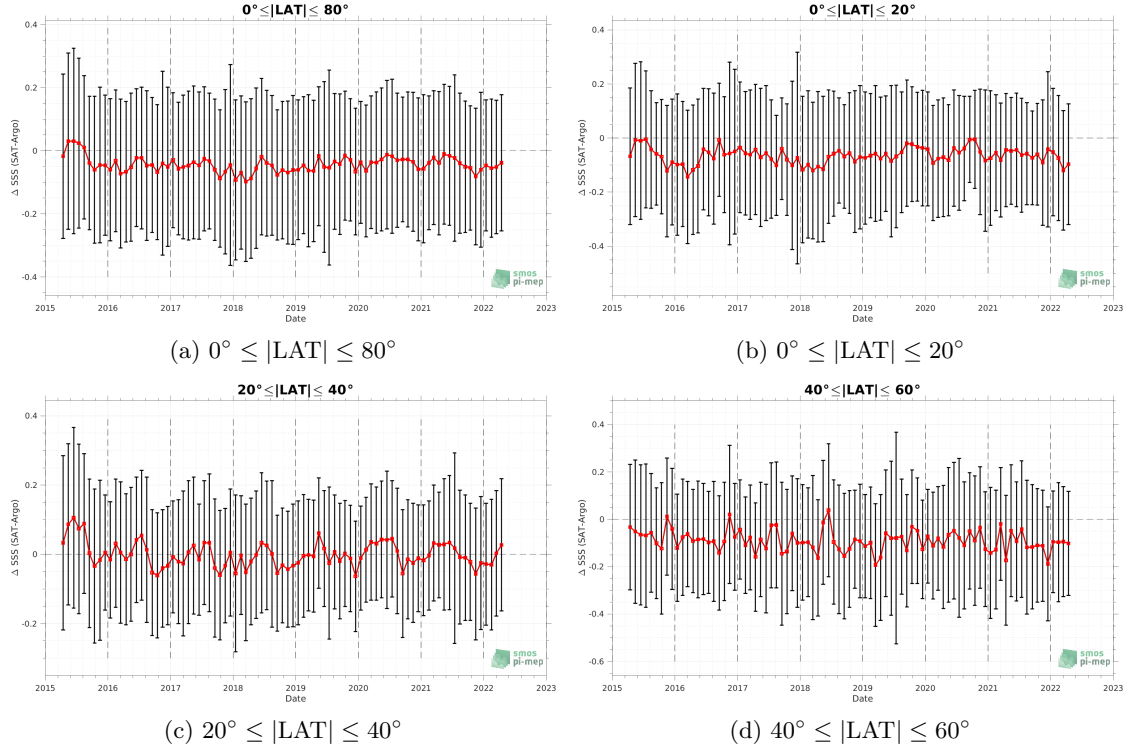 0°≤|LAT|≤ 80°
0.4
0.2
0
-0.2
-0.4
Δ SSS (SAT-Argo)
2015 2016 2017 2018 2019 2020 2021 2022 2023
Date
smos
pi-mep
(a) 0° ≤ |LAT| ≤ 80°
0°≤|LAT|≤ 20°
0.4
0.2
0
-0.2
-0.4
Δ SSS (SAT-Argo)
2015 2016 2017 2018 2019 2020 2021 2022 2023
Date
smos
pi-mep
(b) 0° ≤ |LAT| ≤ 20°
20°≤|LAT|≤ 40°
0.4
0.2
0
-0.2
Δ SSS (SAT-Argo)
2015 2016 2017 2018 2019 2020 2021 2022 2023
Date
smos
pi-mep
(c) 20° ≤ |LAT| ≤ 40°
40°≤|LAT|≤ 60°
0.4
0.2
0
-0.2
-0.4
-0.6
Δ SSS (SAT-Argo)
2015 2016 2017 2018 2019 2020 2021 2022 2023
Date
smos
pi-mep
(d) 40° ≤ |LAT| ≤ 60°